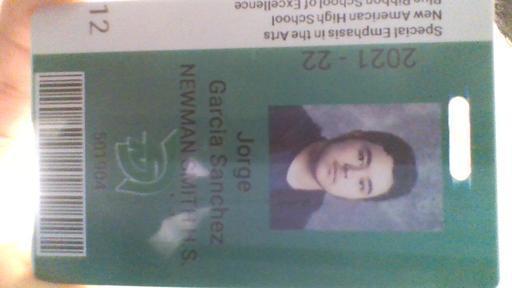 Blue Ribbon School of Excellence
New American High School
Special Emphasis in the Arts
2021 - 22
Jorge
Garcia Sanchez
NEWMAN SMITH H.S.
501904
12